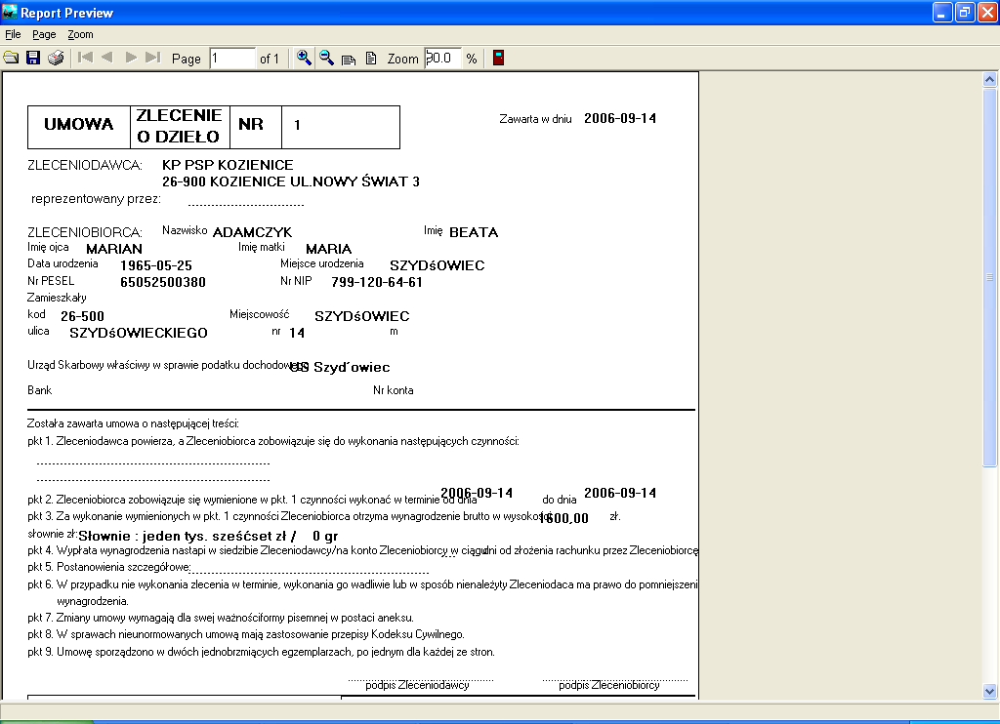 Report Preview
File Page Zoom
Page 1 of 1 Zoom 90.0 %
UMOWA ZLECENIE O DZIEŁO NR 1
Zawarta w dniu 2006-09-14
ZLECENIODAWCA: KP PSP KOZIENICE
26-900 KOZIENICE UL.NOWY ŚWIAT 3
reprezentowany przez:
ZLECENIOBIORCA: Nazwisko ADAMCZYK Imię BEATA
Imię ojca MARIAN Imię matki MARIA
Data urodzenia 1965-05-25 Miejsce urodzenia SZYDśOWIEC
Nr PESEL 65052500380 Nr NIP 799-120-64-61
Zamieszkały
kod 26-500 Miejscowość SZYDśOWIEC
ulica SZYDśOWIECKIEGO nr 14 m
Urząd Skarbowy właściwy w sprawie podatku dochodowego US Szyd´owiec
Bank Nr konta
Została zawarta umowa o następującej treści:
pkt 1. Zleceniodawca powierza, a Zleceniobiorca zobowiązuje się do wykonania następujących czynności:
pkt 2. Zleceniobiorca zobowiązuje się wymienione w pkt. 1 czynności wykonać w terminie od dnia 2006-09-14 do dnia 2006-09-14
pkt 3. Za wykonanie wymienionych w pkt. 1 czynności Zleceniobiorca otrzyma wynagrodzenie brutto w wysokości: 1600,00 zł.
słownie zł: Słownie : jeden tys. sześćset zł / 0 gr
pkt 4. Wypłata wynagrodzenia nastąpi w siedzibie Zleceniodawcy/na konto Zleceniobiorcy w ciągu dni od złożenia rachunku przez Zleceniobiorcę
pkt 5. Postanowienia szczegółowe:
pkt 6. W przypadku nie wykonania zlecenia w terminie, wykonania go wadliwie lub w sposób nienależyty Zleceniodaca ma prawo do pomniejszeni
wynagrodzenia.
pkt 7. Zmiany umowy wymagają dla swej ważnościformy pisemnej w postaci aneksu.
pkt 8. W sprawach nieunormowanych umową mają zastosowanie przepisy Kodeksu Cywilnego.
pkt 9. Umowę sporządzono w dwóch jednobrzmiących egzemplarzach, po jednym dla każdej ze stron.
podpis Zleceniodawcy podpis Zleceniobiorcy